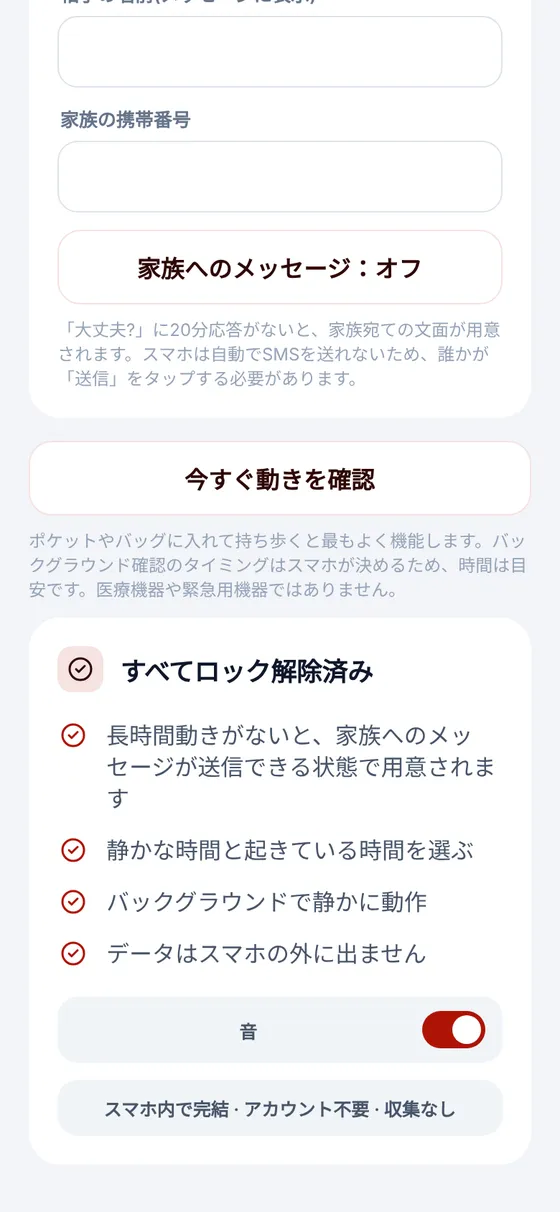 家族の携帯番号
家族へのメッセージ：オフ
「大丈夫?」に20分応答がないと、家族宛ての文面が用意
されます。スマホは自動でSMSを送れないため、誰かが
「送信」をタップする必要があります。
今すぐ動きを確認
ポケットやバッグに入れて持ち歩くと最もよく機能します。バッ
クグラウンド確認のタイミングはスマホが決めるため、時間は目
安です。医療機器や緊急用機器ではありません。
すべてロック解除済み
長時間動きがないと、家族へのメッ
セージが送信できる状態で用意されま
す
静かな時間と起きている時間を選ぶ
バックグラウンドで静かに動作
データはスマホの外に出ません
音
スマホ内で完結 · アカウント不要 · 収集なし